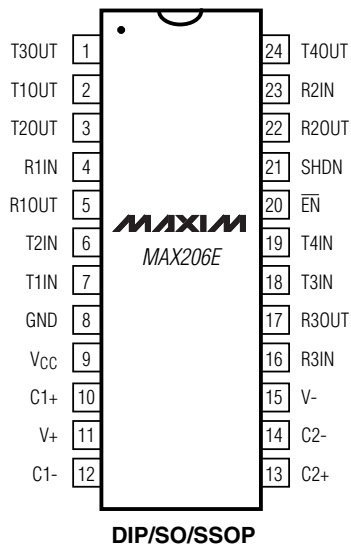 T3OUT 1 24 T4OUT
T1OUT 2 23 R2IN
T2OUT 3 22 R2OUT
R1IN 4 21 SHDN
R1OUT 5 20 E̅N̅
T2IN 6 19 T4IN
T1IN 7 18 T3IN
GND 8 17 R3OUT
VCC 9 16 R3IN
C1+ 10 15 V-
V+ 11 14 C2-
C1- 12 13 C2+
MAXIM
MAX206E
DIP/SO/SSOP